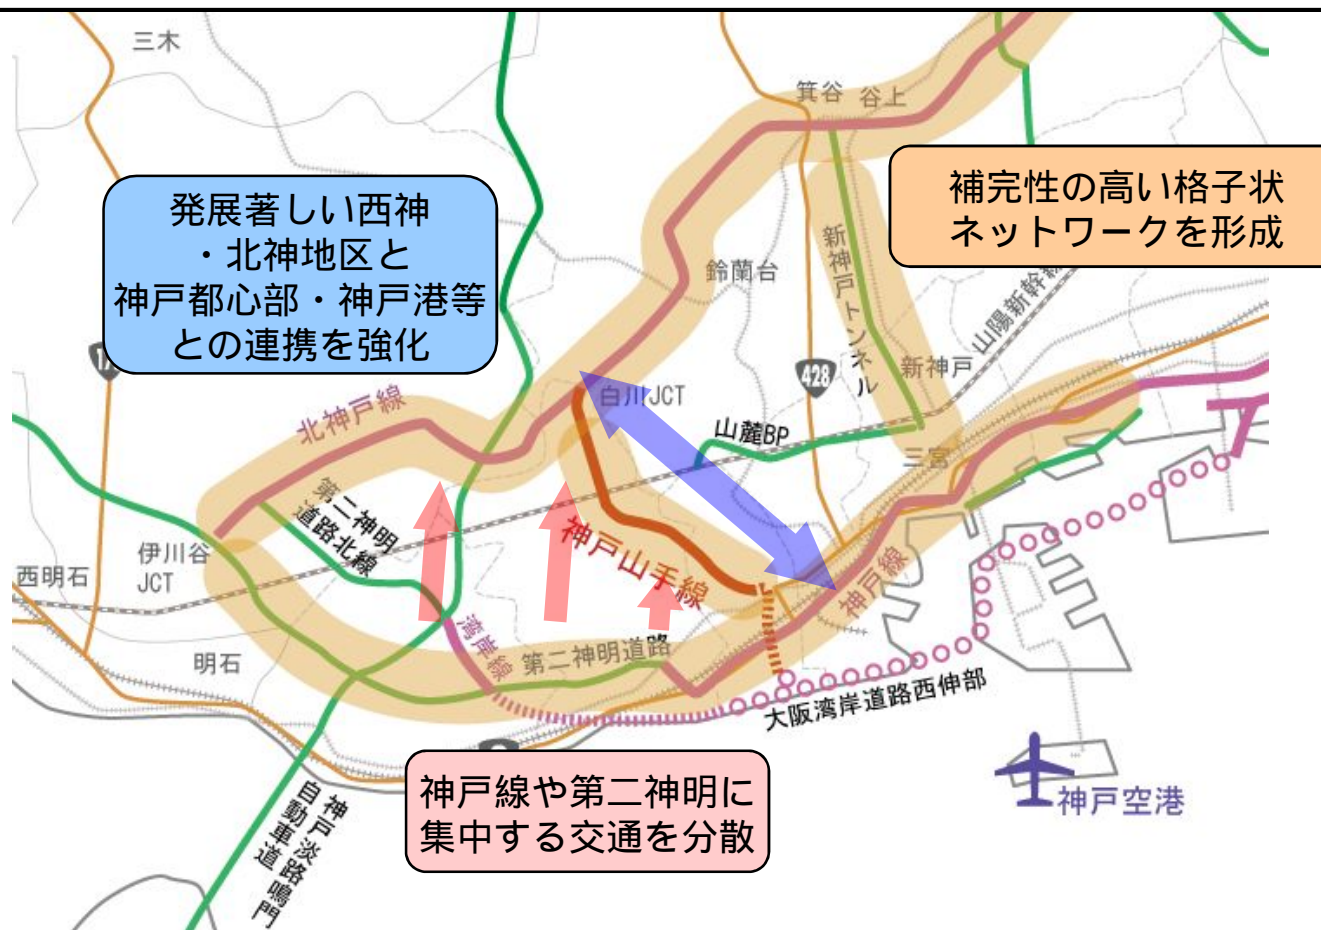 三木
箕谷
谷上
発展著しい西神
・北神地区と
神戸都心部・神戸港等
との連携を強化
補完性の高い格子状
ネットワークを形成
新神戸トンネル
鈴蘭台
山陽新幹線
428
新神戸
白川JCT
北神戸線
山麓BP
三宮
第二神明
道路北線
神戸山手線
伊川谷
JCT
西明石
神戸線
湾岸線
第二神明道路
明石
大阪湾岸道路西伸部
神戸線や第二神明に
集中する交通を分散
神戸空港
神戸淡路鳴門
自動車道